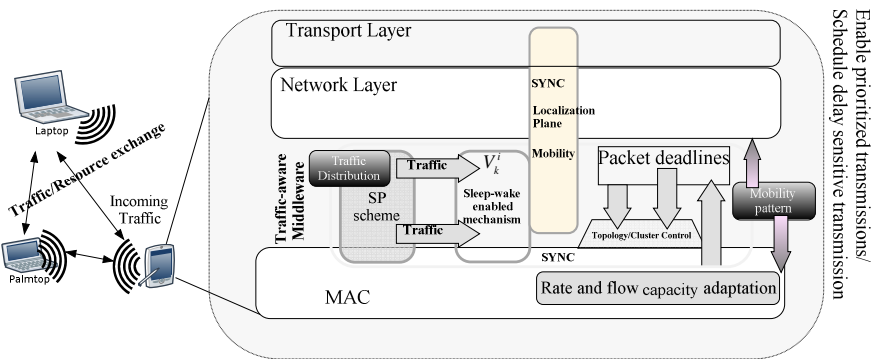 Transport Layer
Network Layer
SYNC
Localization
Plane
Mobility
Laptop
Traffic/Resource exchange
Incoming
Traffic
Palmtop
Traffic-aware
Middleware
Traffic
Distribution
SP
scheme
Traffic
Traffic
V_k^i
Sleep-wake
enabled
mechanism
Packet deadlines
Topology/Cluster Control
SYNC
Mobility
pattern
MAC
Rate and flow capacity adaptation
Enable prioritized transmissions/
Schedule delay sensitive transmission